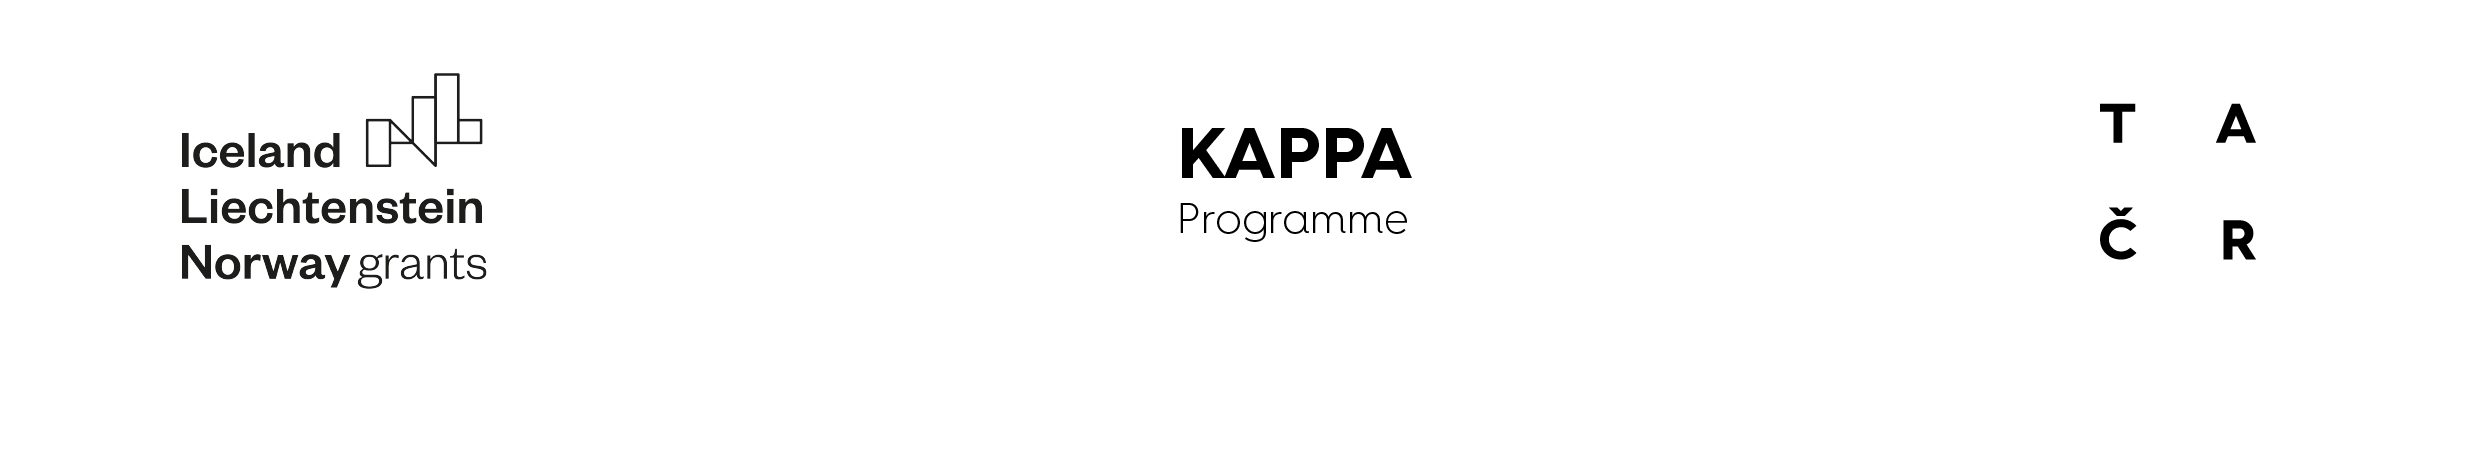 Iceland
Liechtenstein
Norway grants
KAPPA
Programme
T A
Č R